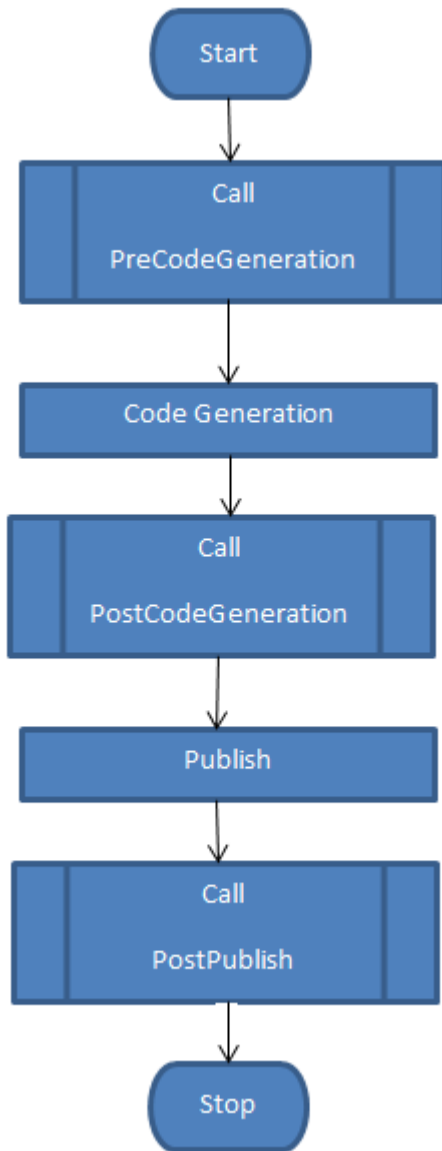 Start
Call
PreCodeGeneration
Code Generation
Call
PostCodeGeneration
Publish
Call
PostPublish
Stop